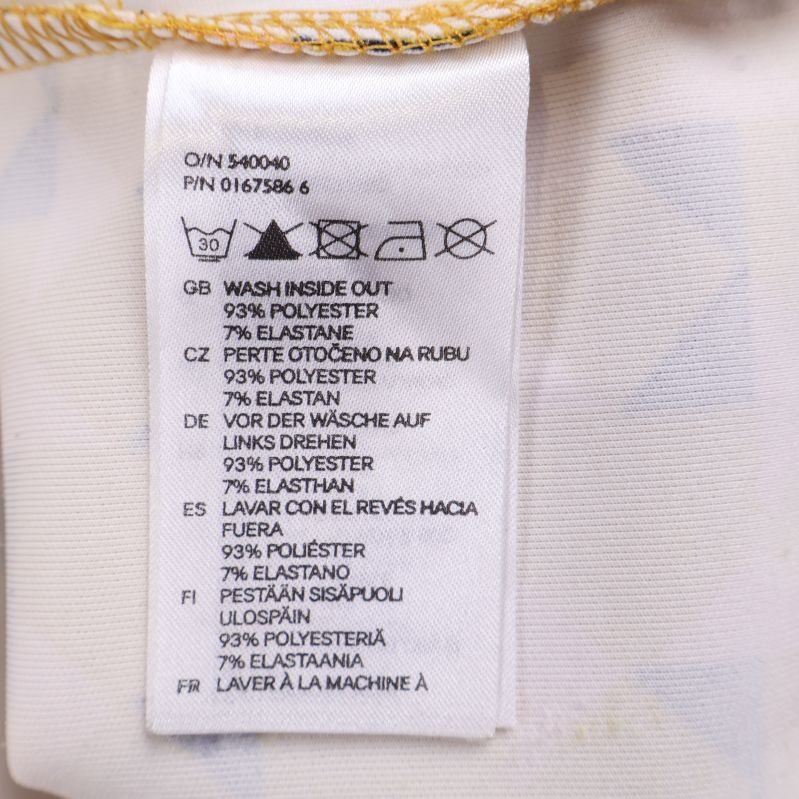 O/N 540040
P/N 0167586 6
30
GB WASH INSIDE OUT
93% POLYESTER
7% ELASTANE
CZ PERTE OTOČENO NA RUBU
93% POLYESTER
7% ELASTAN
DE VOR DER WÄSCHE AUF
LINKS DREHEN
93% POLYESTER
7% ELASTHAN
ES LAVAR CON EL REVÉS HACIA
FUERA
93% POLIÉSTER
7% ELASTANO
FI PESTÄÄN SISÄPUOLI
ULOSPÄIN
93% POLYESTERIÄ
7% ELASTAANIA
FR LAVER À LA MACHINE À